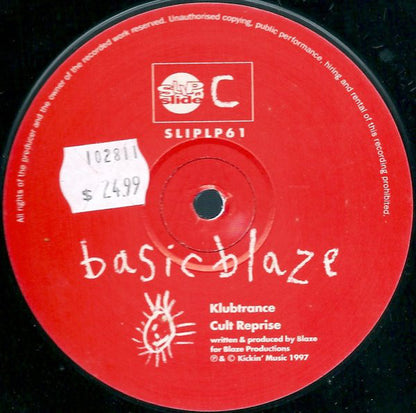 All rights of the producer and the owner of the recorded work reserved. Unauthorised copying, public performance, hiring and rental of this recording prohibited.
SLIP
n
slide
C
SLIPLP61
102811
$ 24.99
basic blaze
Klubtrance
Cult Reprise
written & produced by Blaze
for Blaze Productions
℗ & © Kickin' Music 1997